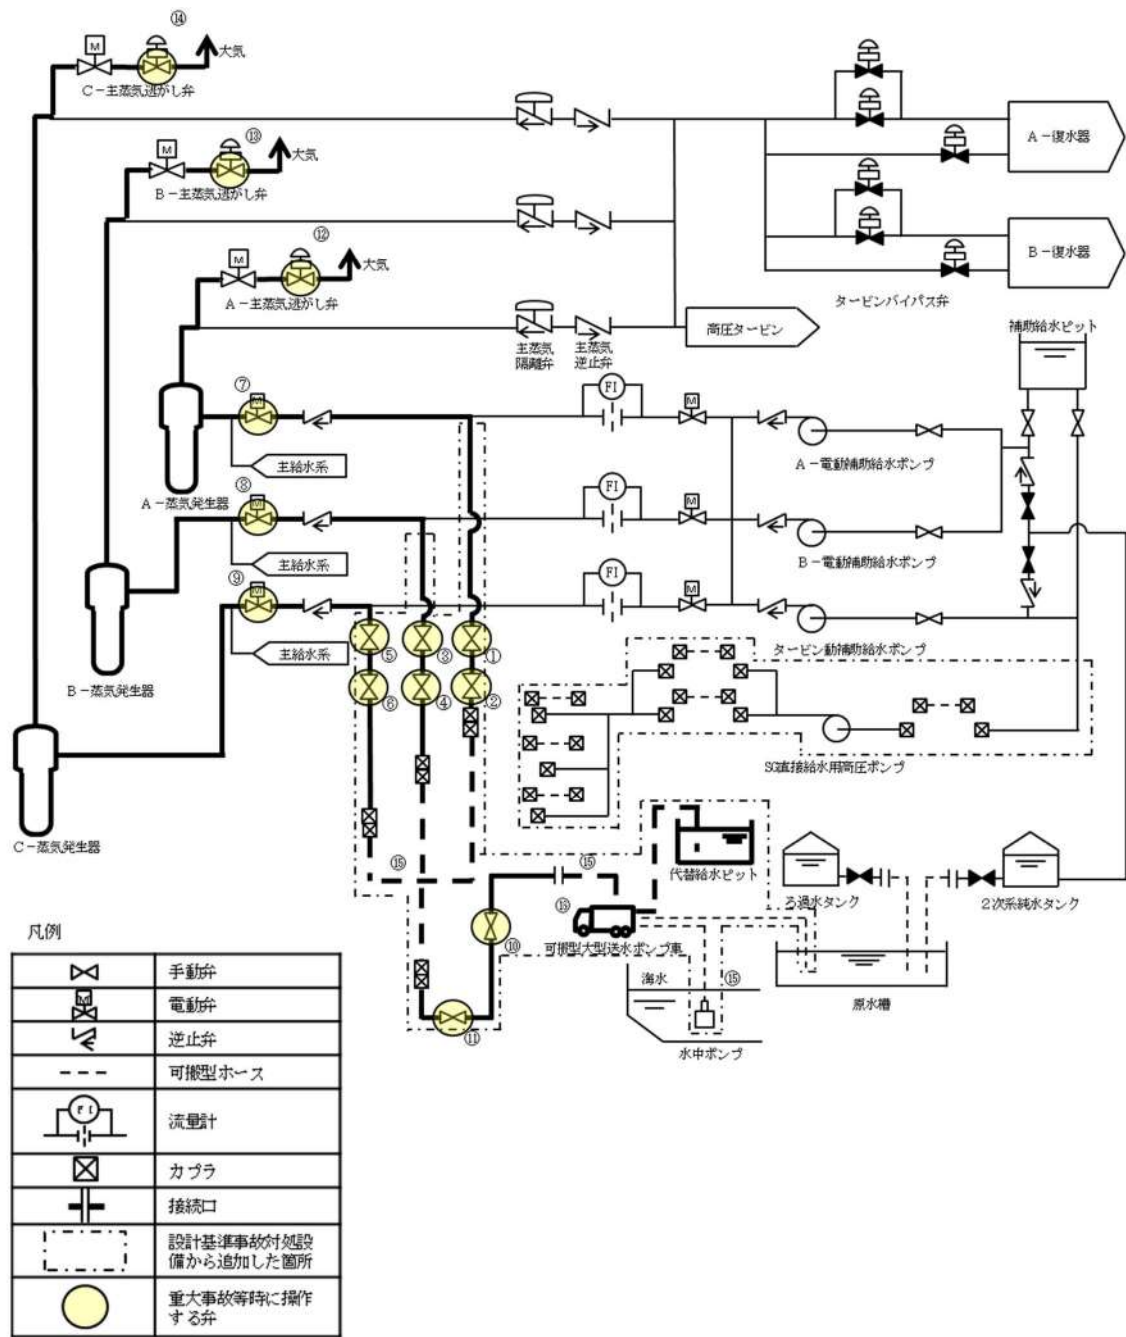 ⑭
M
大気
C－主蒸気逃がし弁
⑬
M
大気
B－主蒸気逃がし弁
⑫
M
大気
A－主蒸気逃がし弁
A－復水器
B－復水器
タービンバイパス弁
高圧タービン
主蒸気
隔離弁
主蒸気
逆止弁
補助給水ピット
⑦
M
FI
M
主給水系
A－電動補助給水ポンプ
A－蒸気発生器
⑧
M
FI
M
主給水系
B－電動補助給水ポンプ
⑨
M
FI
M
主給水系
タービン動補助給水ポンプ
B－蒸気発生器
⑤
③
①
⑥
④
②
SG直接給水用高圧ポンプ
C－蒸気発生器
⑮
⑮
代替給水ピット
ろ過水タンク
2次系純水タンク
⑯
可搬型大型送水ポンプ車
⑩
海水
⑮
原水槽
⑪
水中ポンプ
凡例
手動弁
M
電動弁
逆止弁
可搬型ホース
FI
流量計
カプラ
接続口
設計基準事故対処設
備から追加した箇所
重大事故等時に操作
する弁